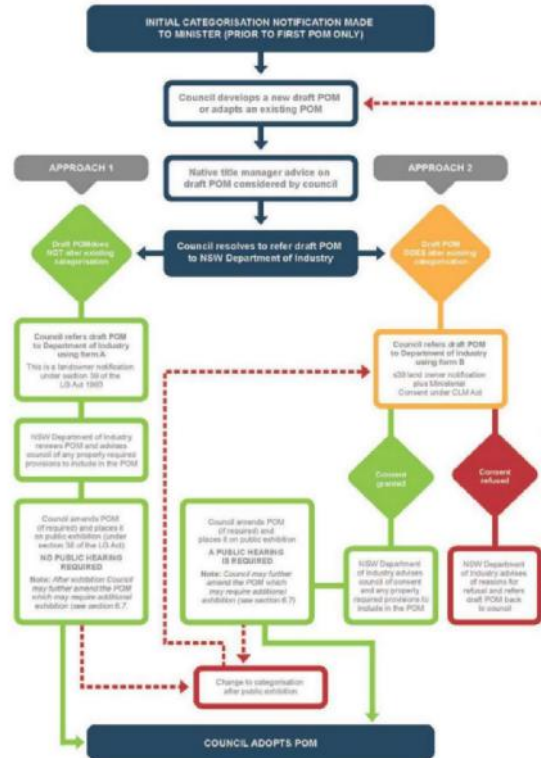 INITIAL CATEGORISATION NOTIFICATION MADE
TO MINISTER (PRIOR TO FIRST POM ONLY)
Council develops a new draft POM
or adapts an existing POM
Native title manager advice on
draft POM considered by council
APPROACH 1
APPROACH 2
Draft POM does
NOT alter existing
categorisation
Council resolves to refer draft POM
to NSW Department of Industry
Draft POM
DOES alter existing
categorisation
Council refers draft POM
to Department of Industry
using form A
This is a landowner notification
under section 39 of the
LG Act 1993
Council refers draft POM
to Department of Industry
using form B
s39 land owner notification
plus Ministerial
Consent under CLM Act
NSW Department of Industry
reviews POM and advises
council of any properly required
provisions to include in the POM
Consent
granted
Consent
refused
Council amends POM
(if required) and places it
on public exhibition (under
section 38 of the LG Act)
NO PUBLIC HEARING
REQUIRED
Note: After exhibition Council
may further amend the POM
which may require additional
exhibition (see section 6.7.
Council amends POM
(if required) and
places it on public exhibition
A PUBLIC HEARING
IS REQUIRED
Note: Council may further
amend the POM which
may require additional
exhibition (see section 6.7)
NSW Department
of Industry advises
council of consent
and any properly
required provisions to
include in the POM
NSW Department
of Industry advises
of reasons for
refusal and refers
draft POM back
to council
Change to categorisation
after public exhibition
COUNCIL ADOPTS POM